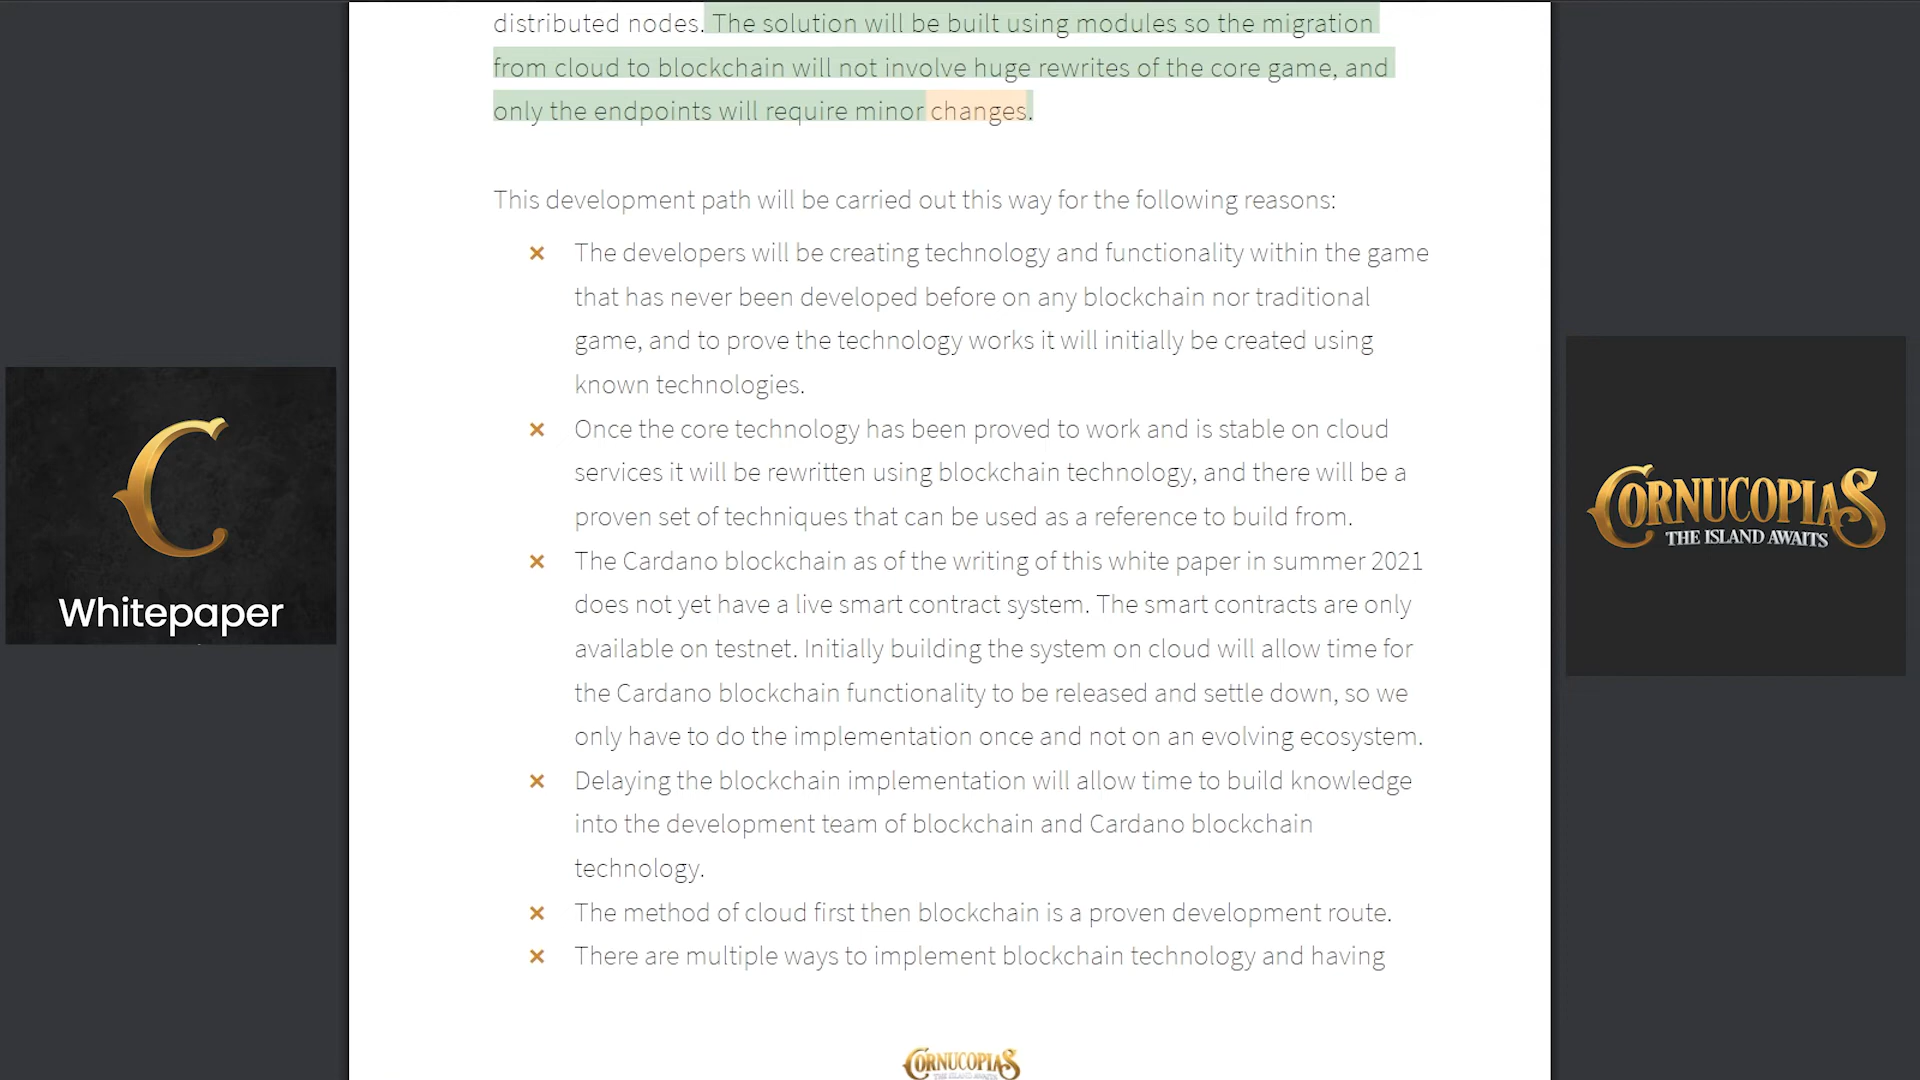 distributed nodes. The solution will be built using modules so the migration
from cloud to blockchain will not involve huge rewrites of the core game, and
only the endpoints will require minor changes.
This development path will be carried out this way for the following reasons:
× The developers will be creating technology and functionality within the game
that has never been developed before on any blockchain nor traditional
game, and to prove the technology works it will initially be created using
known technologies.
× Once the core technology has been proved to work and is stable on cloud
services it will be rewritten using blockchain technology, and there will be a
proven set of techniques that can be used as a reference to build from.
× The Cardano blockchain as of the writing of this white paper in summer 2021
does not yet have a live smart contract system. The smart contracts are only
available on testnet. Initially building the system on cloud will allow time for
the Cardano blockchain functionality to be released and settle down, so we
only have to do the implementation once and not on an evolving ecosystem.
× Delaying the blockchain implementation will allow time to build knowledge
into the development team of blockchain and Cardano blockchain
technology.
× The method of cloud first then blockchain is a proven development route.
× There are multiple ways to implement blockchain technology and having
CORNUCOPIAS
THE ISLAND AWAITS
C
Whitepaper
CORNUCOPIAS
THE ISLAND AWAITS